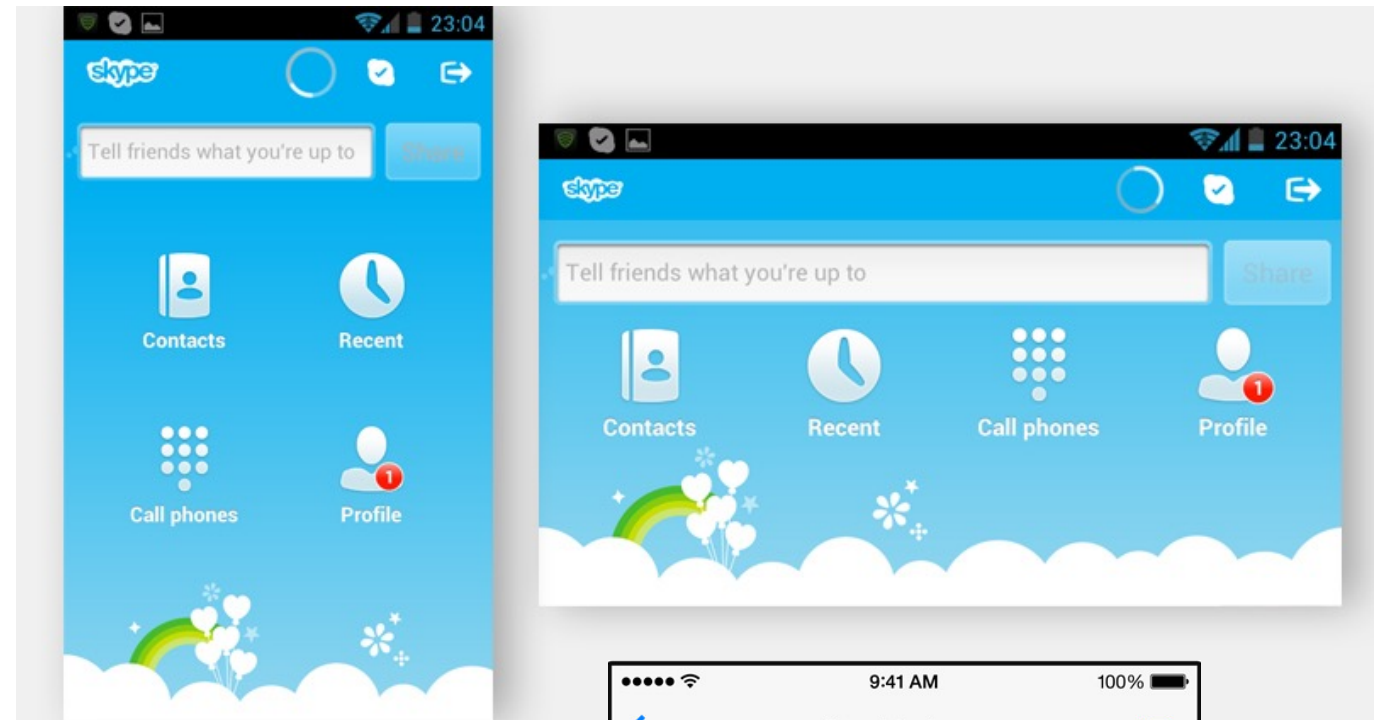 23:04
skype
Tell friends what you're up to
Share
Contacts
Recent
Call phones
1
Profile
23:04
skype
Tell friends what you're up to
Share
Contacts
Recent
Call phones
1
Profile
9:41 AM
100%